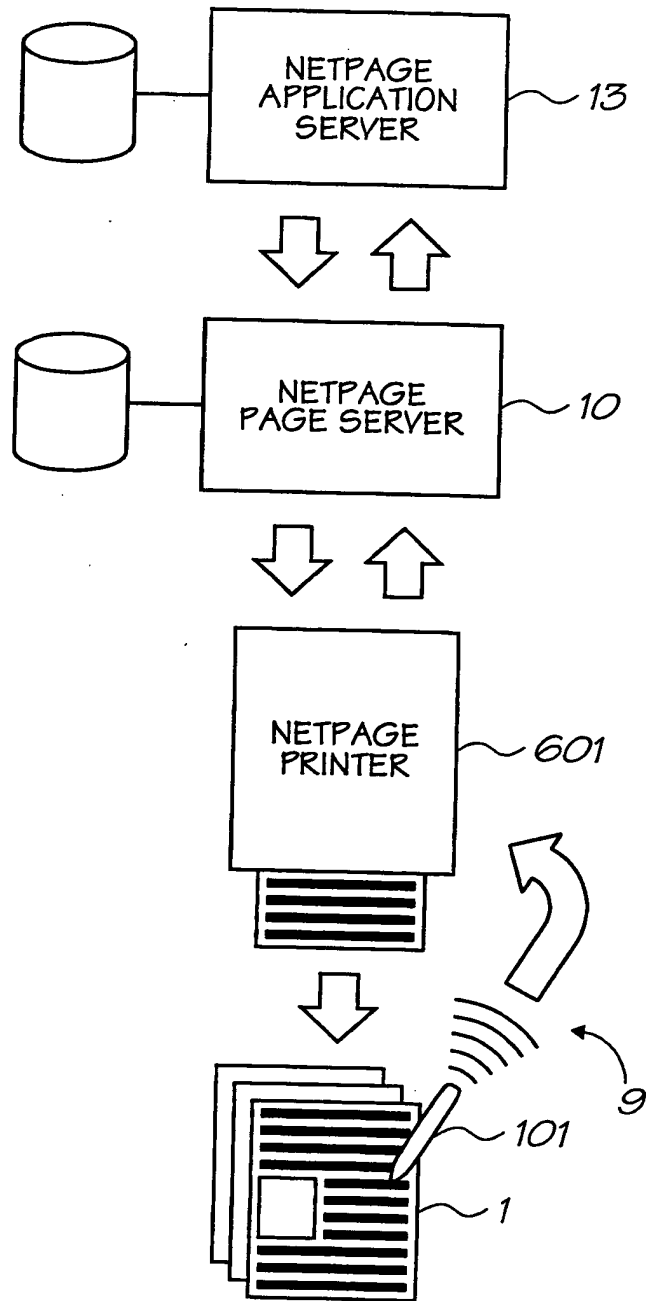 NETPAGE
APPLICATION
SERVER
13
NETPAGE
PAGE SERVER
10
NETPAGE
PRINTER
601
9
101
1